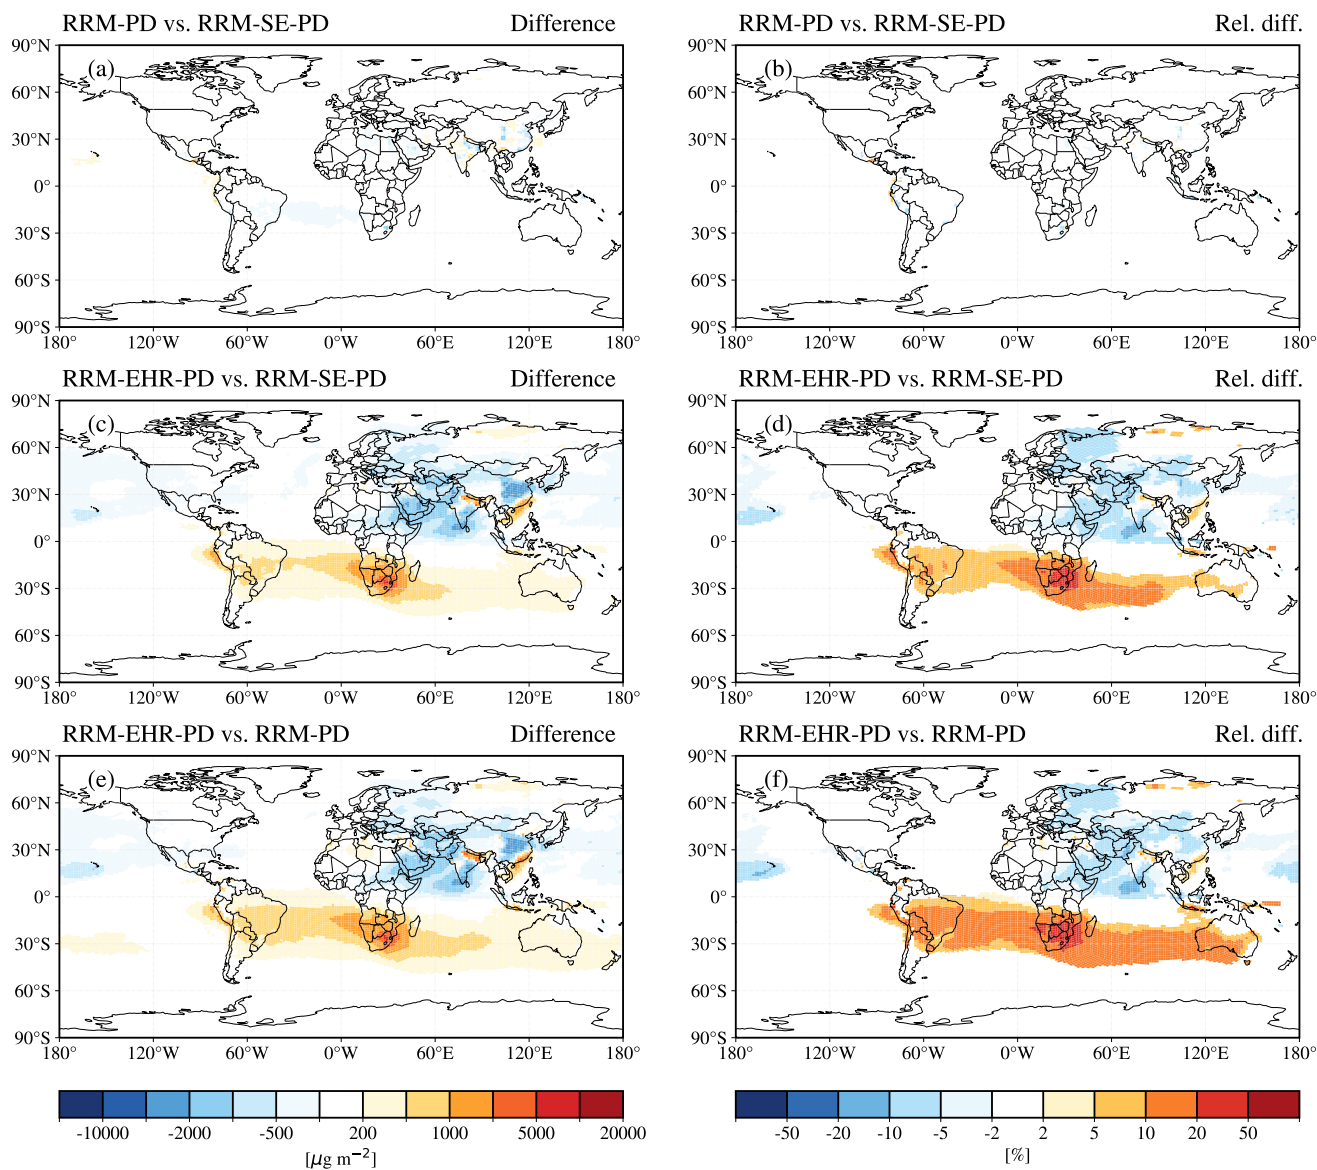 RRM-PD vs. RRM-SE-PD Difference RRM-PD vs. RRM-SE-PD Rel. diff.
90°N 90°N
(a) (b)
60°N 60°N
30°N 30°N
0° 0°
30°S 30°S
60°S 60°S
90°S 90°S
180° 120°W 60°W 0°W 60°E 120°E 180° 180° 120°W 60°W 0°W 60°E 120°E 180°
RRM-EHR-PD vs. RRM-SE-PD Difference RRM-EHR-PD vs. RRM-SE-PD Rel. diff.
90°N 90°N
(c) (d)
60°N 60°N
30°N 30°N
0° 0°
30°S 30°S
60°S 60°S
90°S 90°S
180° 120°W 60°W 0°W 60°E 120°E 180° 180° 120°W 60°W 0°W 60°E 120°E 180°
RRM-EHR-PD vs. RRM-PD Difference RRM-EHR-PD vs. RRM-PD Rel. diff.
90°N 90°N
(e) (f)
60°N 60°N
30°N 30°N
0° 0°
30°S 30°S
60°S 60°S
90°S 90°S
180° 120°W 60°W 0°W 60°E 120°E 180° 180° 120°W 60°W 0°W 60°E 120°E 180°
-10000 -2000 -500 200 1000 5000 20000 -50 -20 -10 -5 -2 2 5 10 20 50
[μg m⁻²] [%]